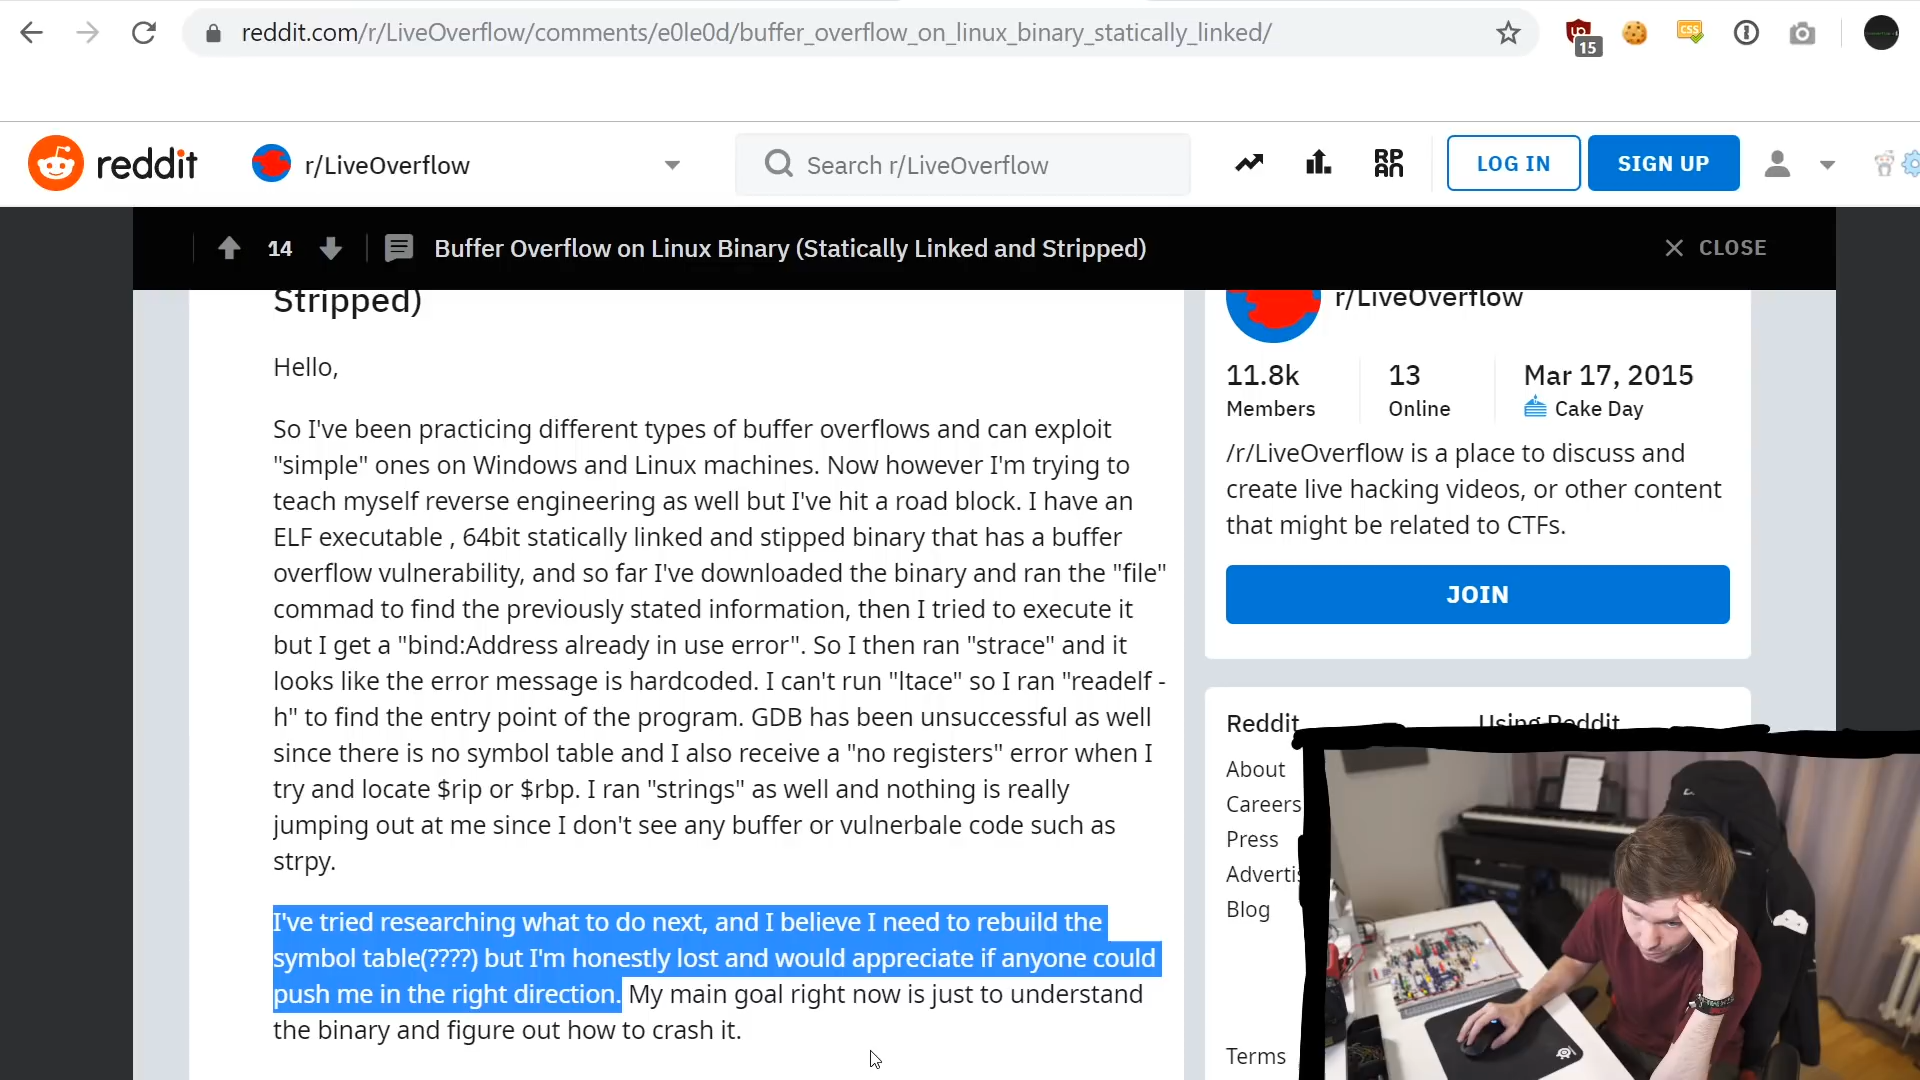 reddit.com/r/LiveOverflow/comments/e0le0d/buffer_overflow_on_linux_binary_statically_linked/
15
reddit
r/LiveOverflow
Search r/LiveOverflow
RPAN
LOG IN
SIGN UP
14
Buffer Overflow on Linux Binary (Statically Linked and Stripped)
CLOSE
Stripped)
Hello,
So I've been practicing different types of buffer overflows and can exploit
"simple" ones on Windows and Linux machines. Now however I'm trying to
teach myself reverse engineering as well but I've hit a road block. I have an
ELF executable , 64bit statically linked and stipped binary that has a buffer
overflow vulnerability, and so far I've downloaded the binary and ran the "file"
commad to find the previously stated information, then I tried to execute it
but I get a "bind:Address already in use error". So I then ran "strace" and it
looks like the error message is hardcoded. I can't run "ltace" so I ran "readelf -
h" to find the entry point of the program. GDB has been unsuccessful as well
since there is no symbol table and I also receive a "no registers" error when I
try and locate $rip or $rbp. I ran "strings" as well and nothing is really
jumping out at me since I don't see any buffer or vulnerbale code such as
strpy.
I've tried researching what to do next, and I believe I need to rebuild the
symbol table(????) but I'm honestly lost and would appreciate if anyone could
push me in the right direction. My main goal right now is just to understand
the binary and figure out how to crash it.
r/LiveOverflow
11.8k
Members
13
Online
Mar 17, 2015
Cake Day
/r/LiveOverflow is a place to discuss and
create live hacking videos, or other content
that might be related to CTFs.
JOIN
Reddit
Using Reddit
About
Careers
Press
Advertis
Blog
Terms